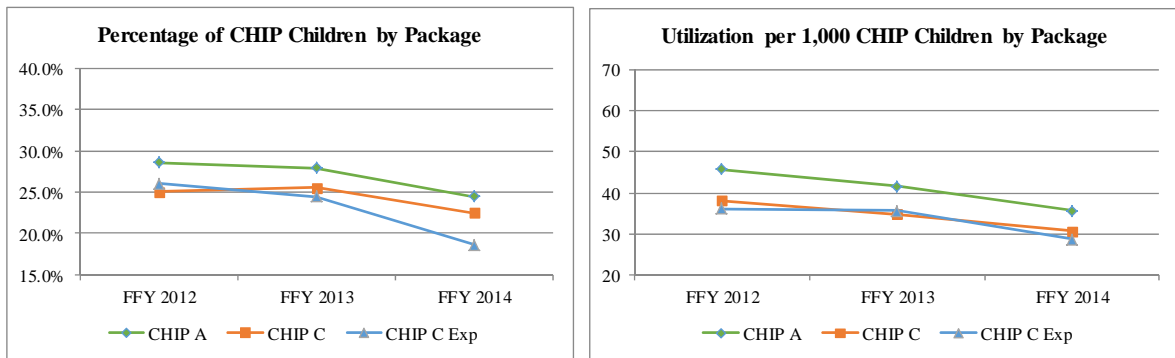 Percentage of CHIP Children by Package
40.0%
35.0%
30.0%
25.0%
20.0%
15.0%
FFY 2012 FFY 2013 FFY 2014
CHIP A CHIP C CHIP C Exp
Utilization per 1,000 CHIP Children by Package
70
60
50
40
30
20
FFY 2012 FFY 2013 FFY 2014
CHIP A CHIP C CHIP C Exp